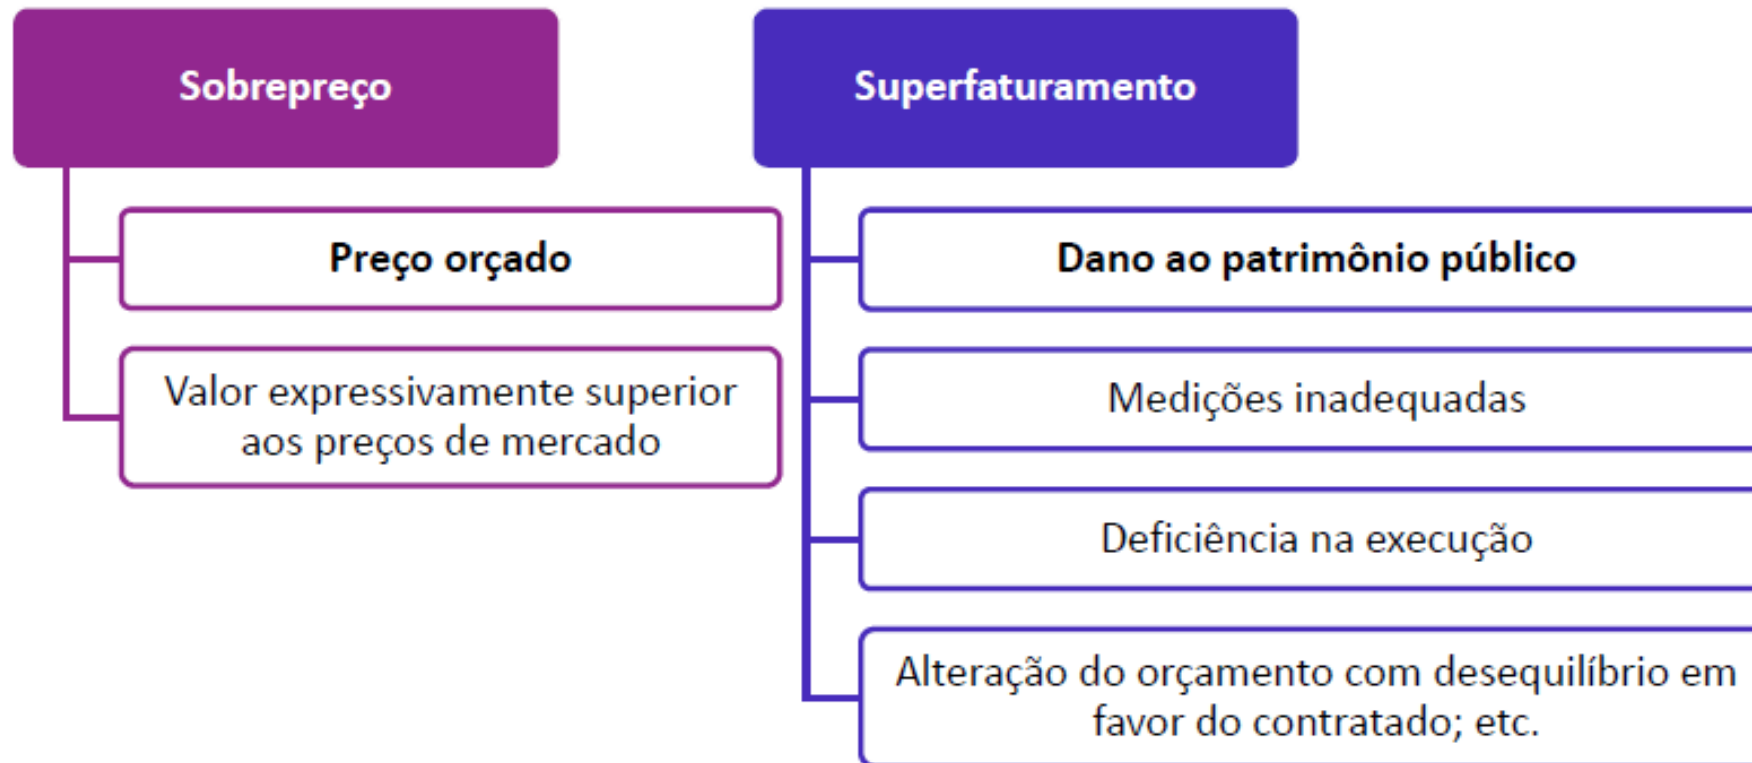 Sobrepreço
Preço orçado
Valor expressivamente superior
aos preços de mercado
Superfaturamento
Dano ao patrimônio público
Medições inadequadas
Deficiência na execução
Alteração do orçamento com desequilíbrio em
favor do contratado; etc.